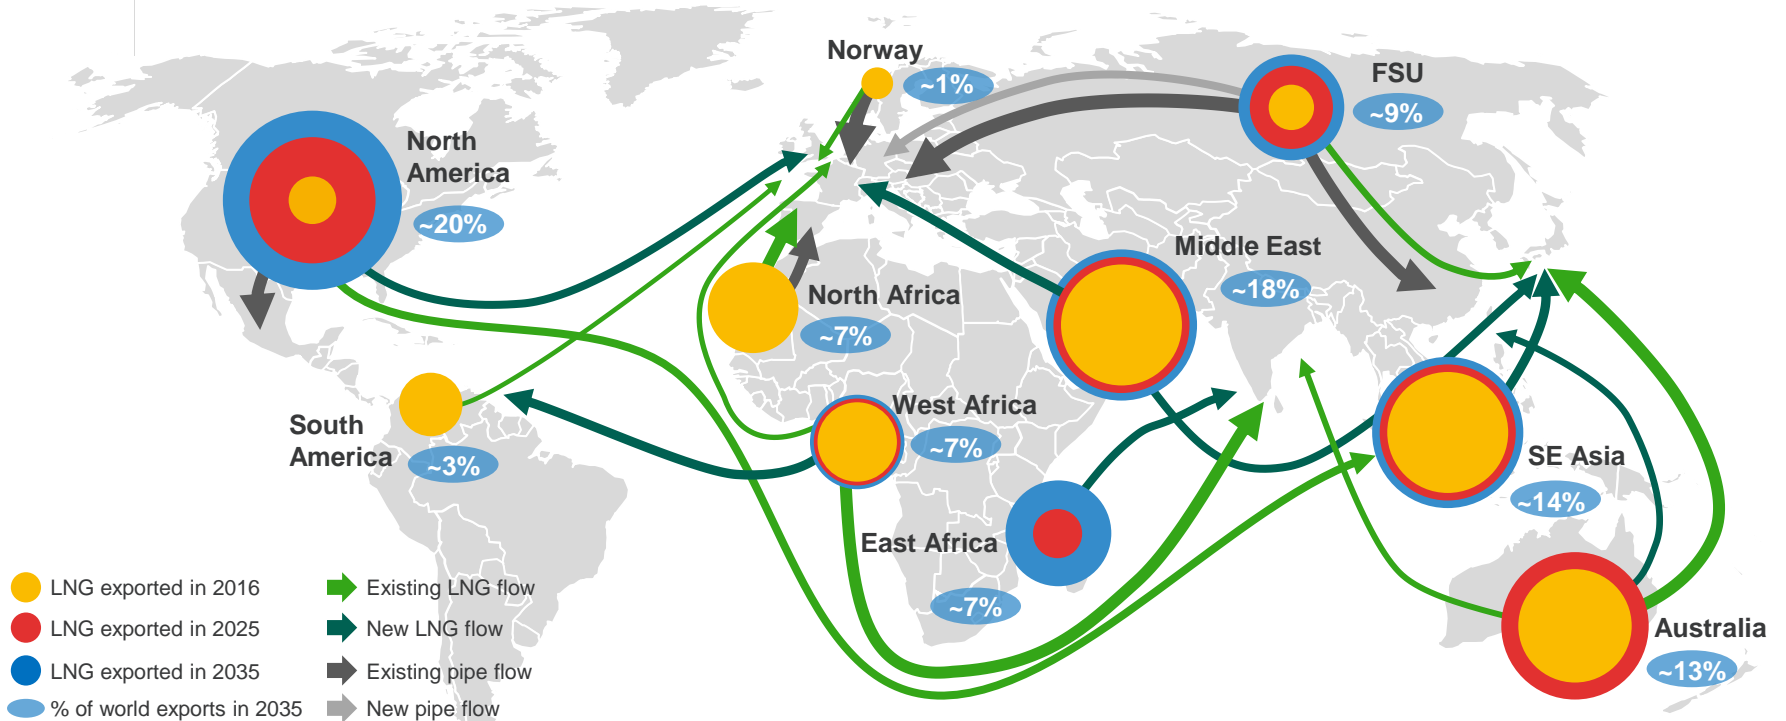 Norway
~1%
FSU
~9%
North
America
~20%
Middle East
~18%
North Africa
~7%
South
America
~3%
West Africa
~7%
SE Asia
~14%
East Africa
~7%
Australia
~13%
LNG exported in 2016
LNG exported in 2025
LNG exported in 2035
% of world exports in 2035
Existing LNG flow
New LNG flow
Existing pipe flow
New pipe flow